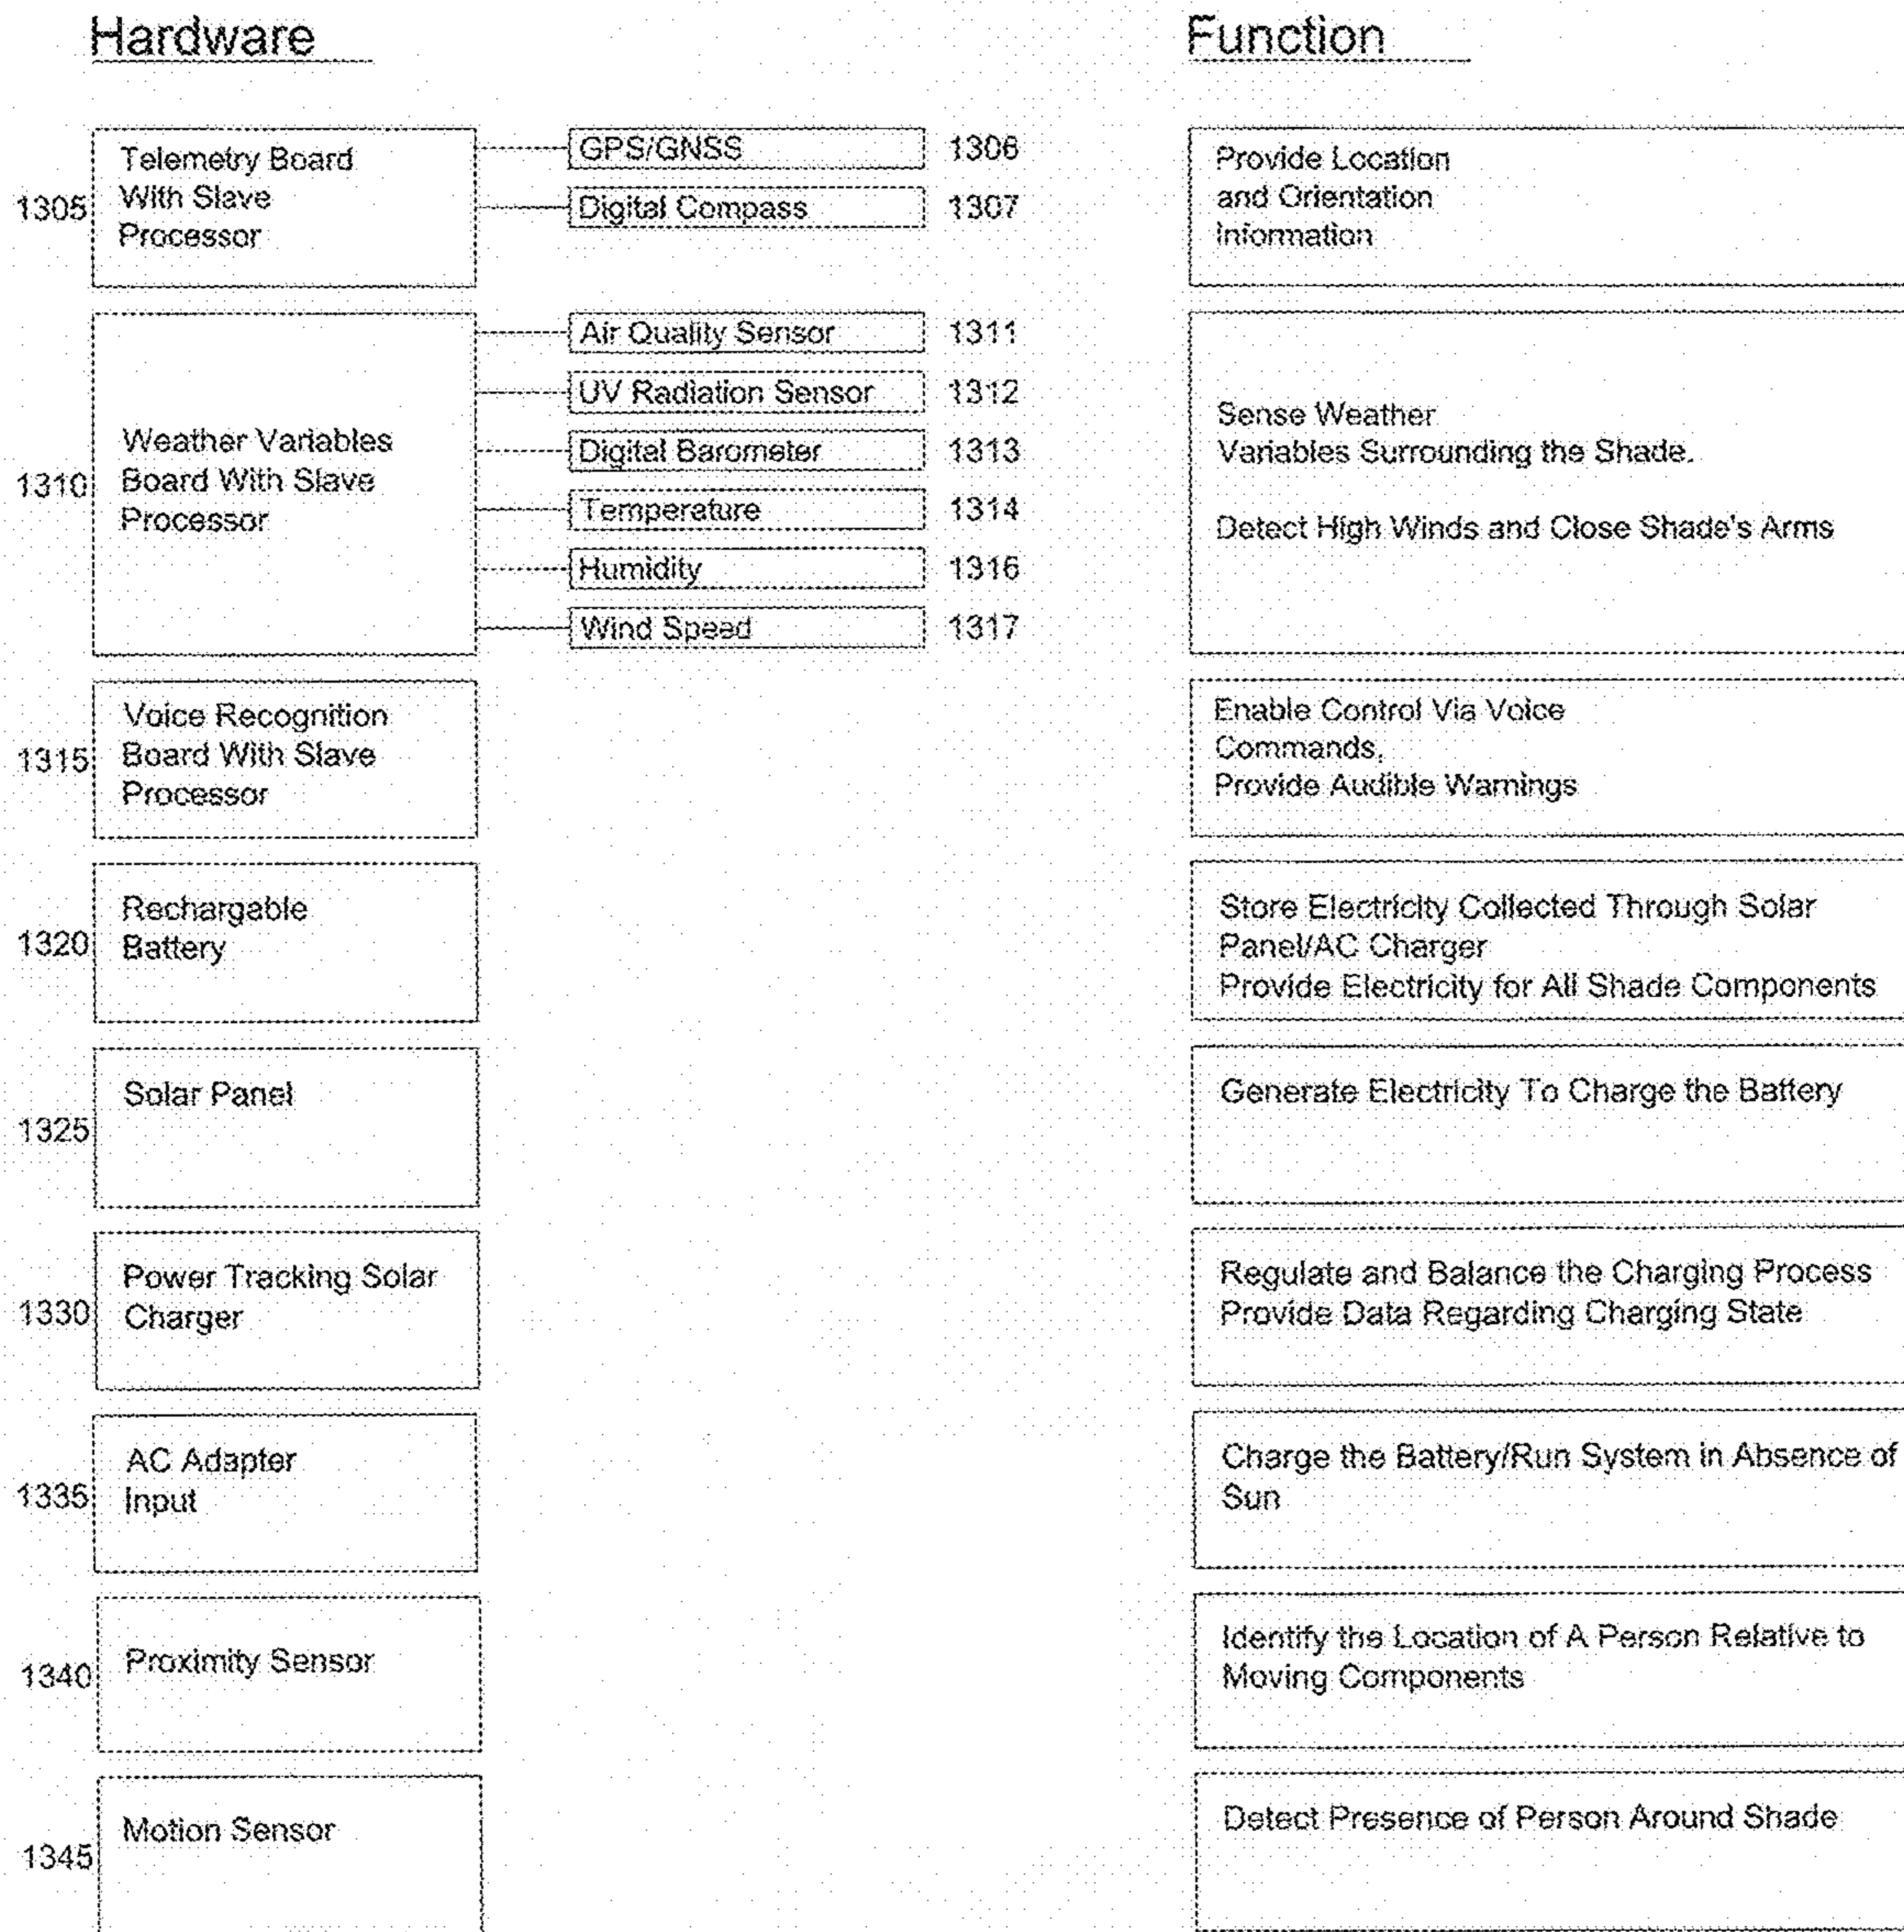 Hardware
Function
1305
Telemetry Board
With Slave
Processor
GPS/GNSS 1306
Digital Compass 1307
Provide Location
and Orientation
Information
1310
Weather Variables
Board With Slave
Processor
Air Quality Sensor 1311
UV Radiation Sensor 1312
Digital Barometer 1313
Temperature 1314
Humidity 1316
Wind Speed 1317
Sense Weather
Variables Surrounding the Shade.
Detect High Winds and Close Shade's Arms
1315
Voice Recognition
Board With Slave
Processor
Enable Control Via Voice
Commands.
Provide Audible Warnings
1320
Rechargable
Battery
Store Electricity Collected Through Solar
Panel/AC Charger
Provide Electricity for All Shade Components
1325
Solar Panel
Generate Electricity To Charge the Battery
1330
Power Tracking Solar
Charger
Regulate and Balance the Charging Process
Provide Data Regarding Charging State
1335
AC Adapter
Input
Charge the Battery/Run System in Absence of
Sun
1340
Proximity Sensor
Identify the Location of A Person Relative to
Moving Components
1345
Motion Sensor
Detect Presence of Person Around Shade